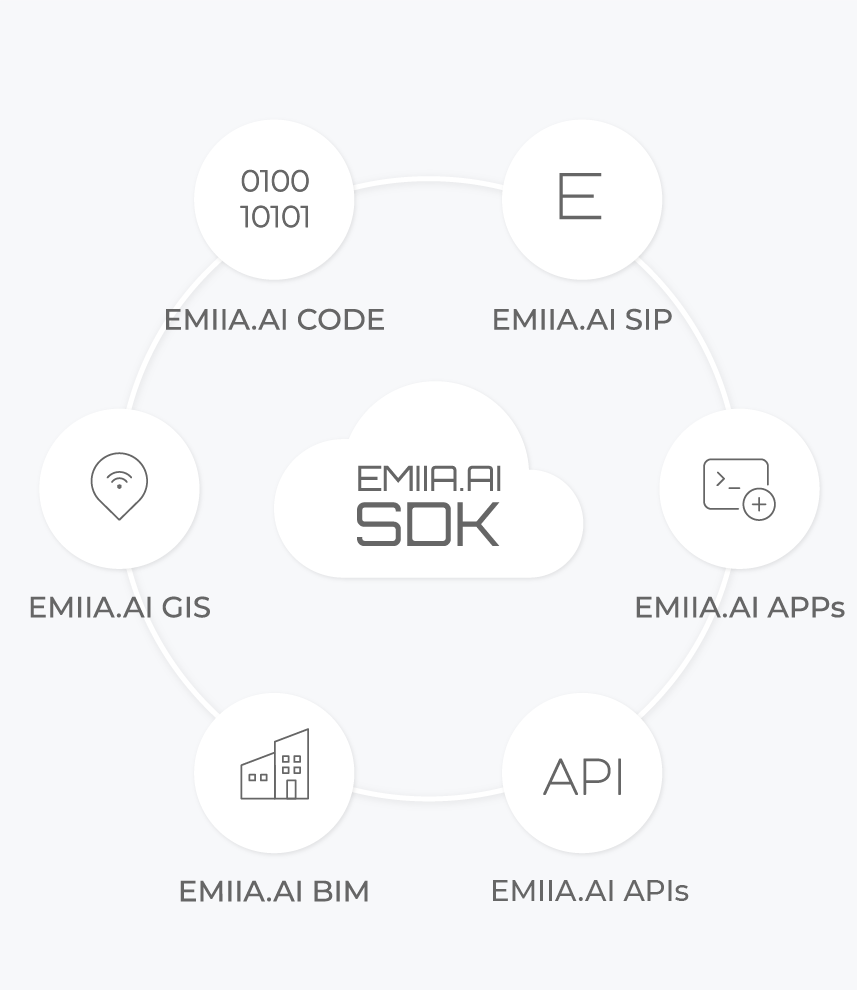 0100
10101
E
EMIIA.AI CODE
EMIIA.AI SIP
EMIIA.AI
SDK
EMIIA.AI GIS
EMIIA.AI APPs
API
EMIIA.AI BIM
EMIIA.AI APIs